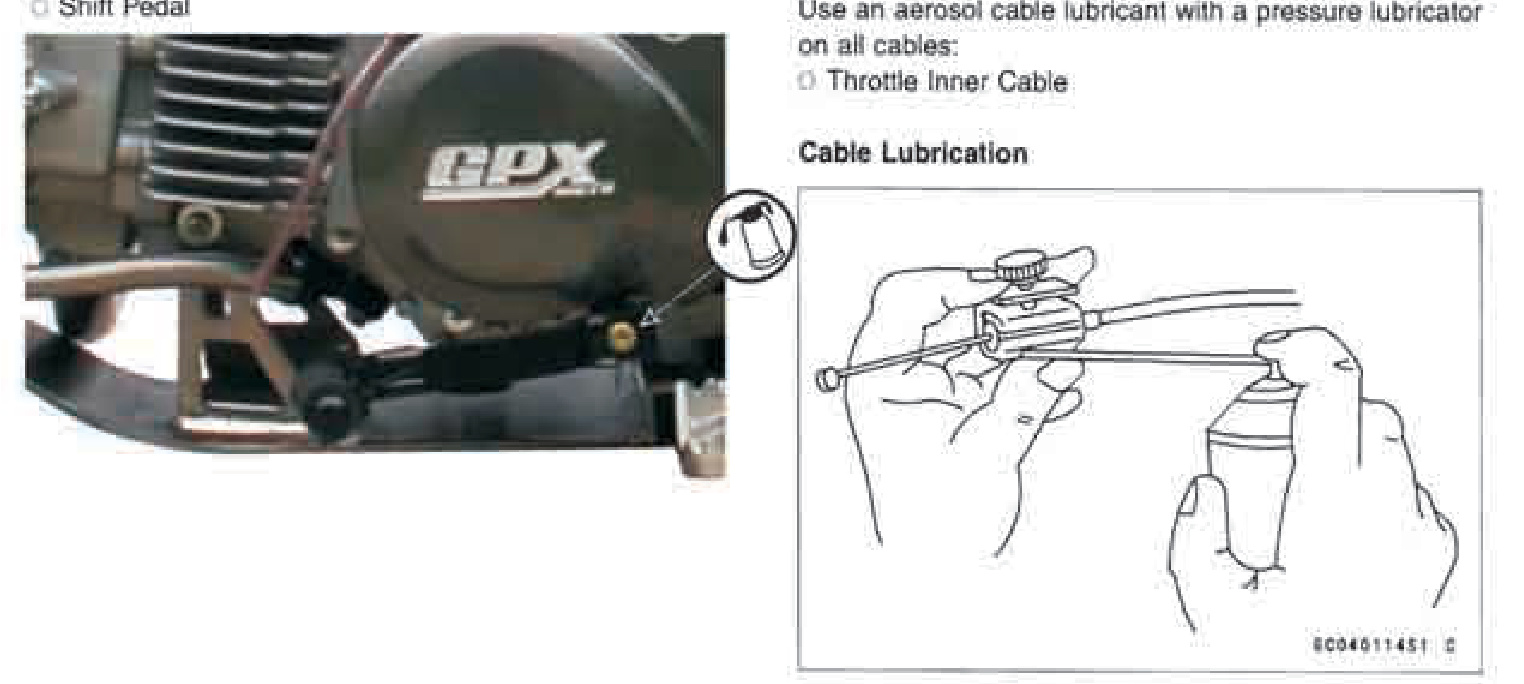 Shift Pedal
GPX
Use an aerosol cable lubricant with a pressure lubricator
on all cables:
Throttle Inner Cable
Cable Lubrication
GC04011451 C